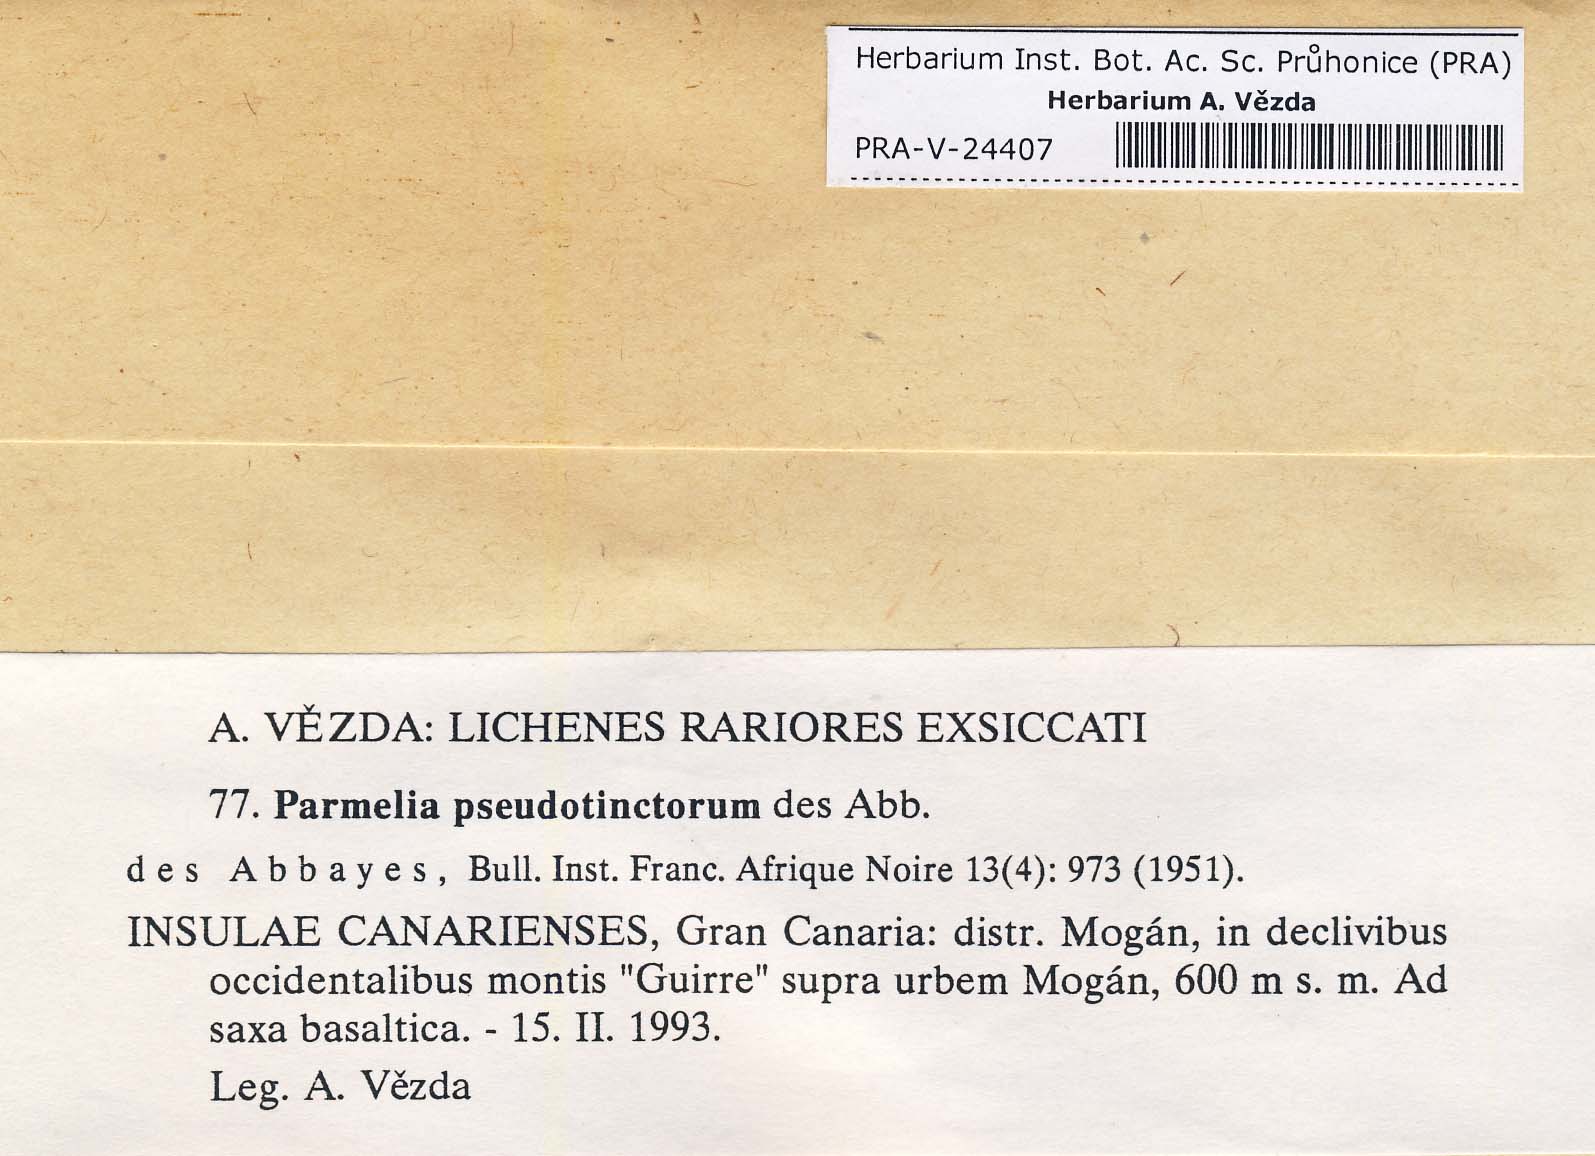 Herbarium Inst. Bot. Ac. Sc. Průhonice (PRA)
Herbarium A. Vězda
PRA-V-24407
A. VĚZDA: LICHENES RARIORES EXSICCATI
77. Parmelia pseudotinctorum des Abb.
des Abbayes, Bull. Inst. Franc. Afrique Noire 13(4): 973 (1951).
INSULAE CANARIENSES, Gran Canaria: distr. Mogán, in declivibus
occidentalibus montis "Guirre" supra urbem Mogán, 600 m s. m. Ad
saxa basaltica. - 15. II. 1993.
Leg. A. Vězda